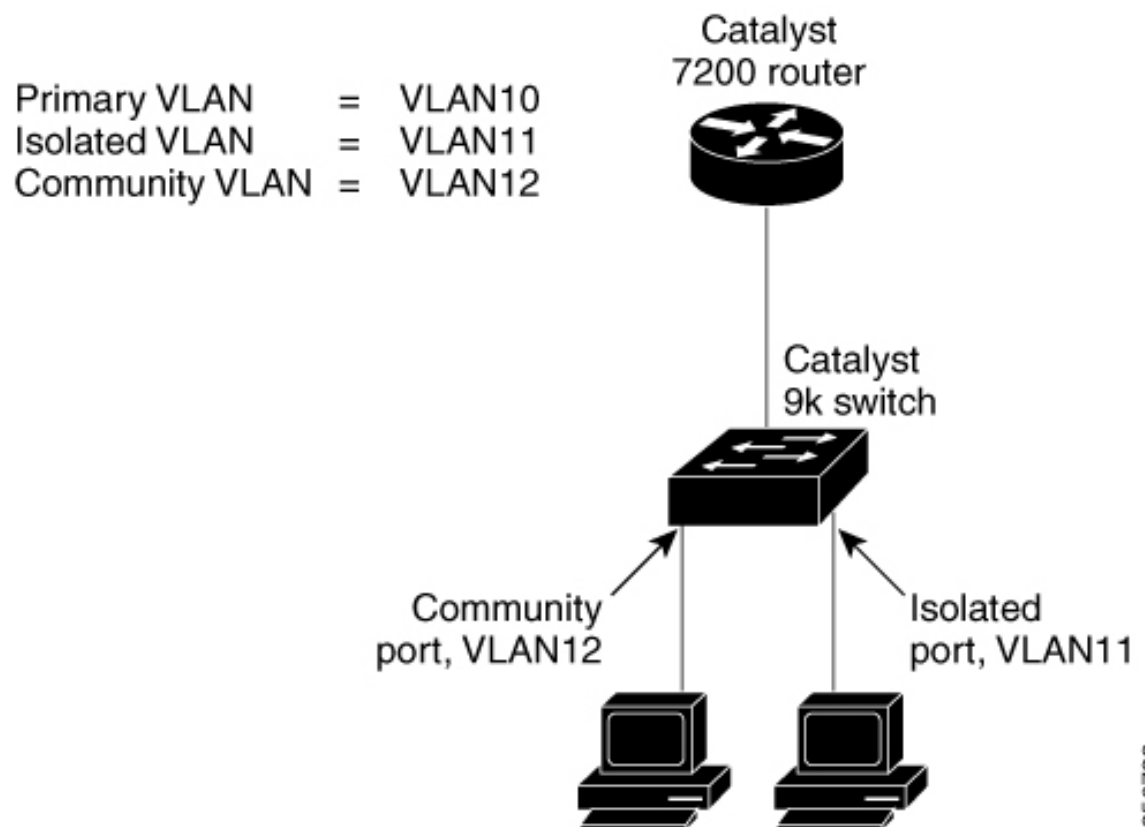 Catalyst
7200 router
Primary VLAN = VLAN10
Isolated VLAN = VLAN11
Community VLAN = VLAN12
Catalyst
9k switch
Community
port, VLAN12
Isolated
port, VLAN11